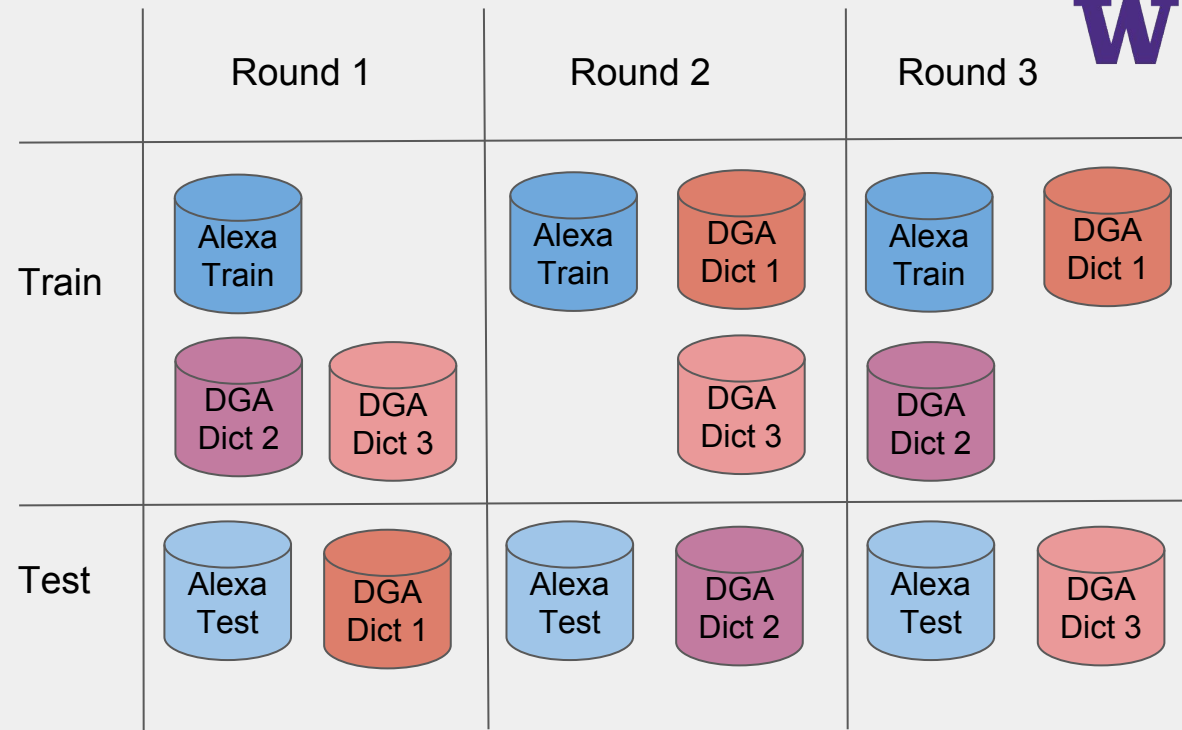 W
Round 1
Round 2
Round 3
Train
Alexa
Train
DGA
Dict 2
DGA
Dict 3
Alexa
Train
DGA
Dict 1
DGA
Dict 3
Alexa
Train
DGA
Dict 1
DGA
Dict 2
Test
Alexa
Test
DGA
Dict 1
Alexa
Test
DGA
Dict 2
Alexa
Test
DGA
Dict 3